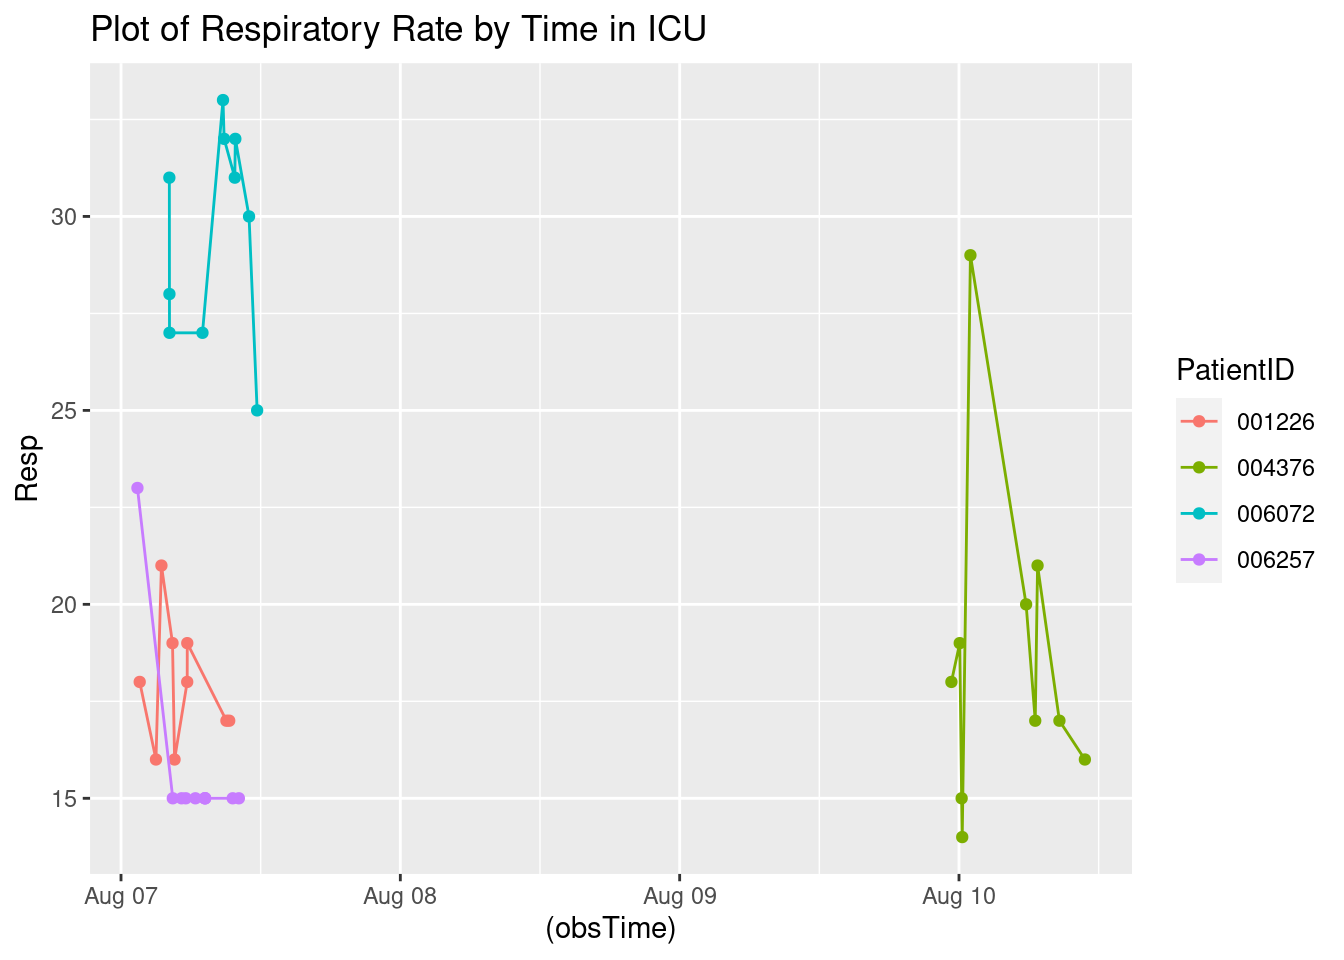 Plot of Respiratory Rate by Time in ICU
Resp
30
25
20
15
Aug 07 Aug 08 Aug 09 Aug 10
(obsTime)
PatientID
001226
004376
006072
006257